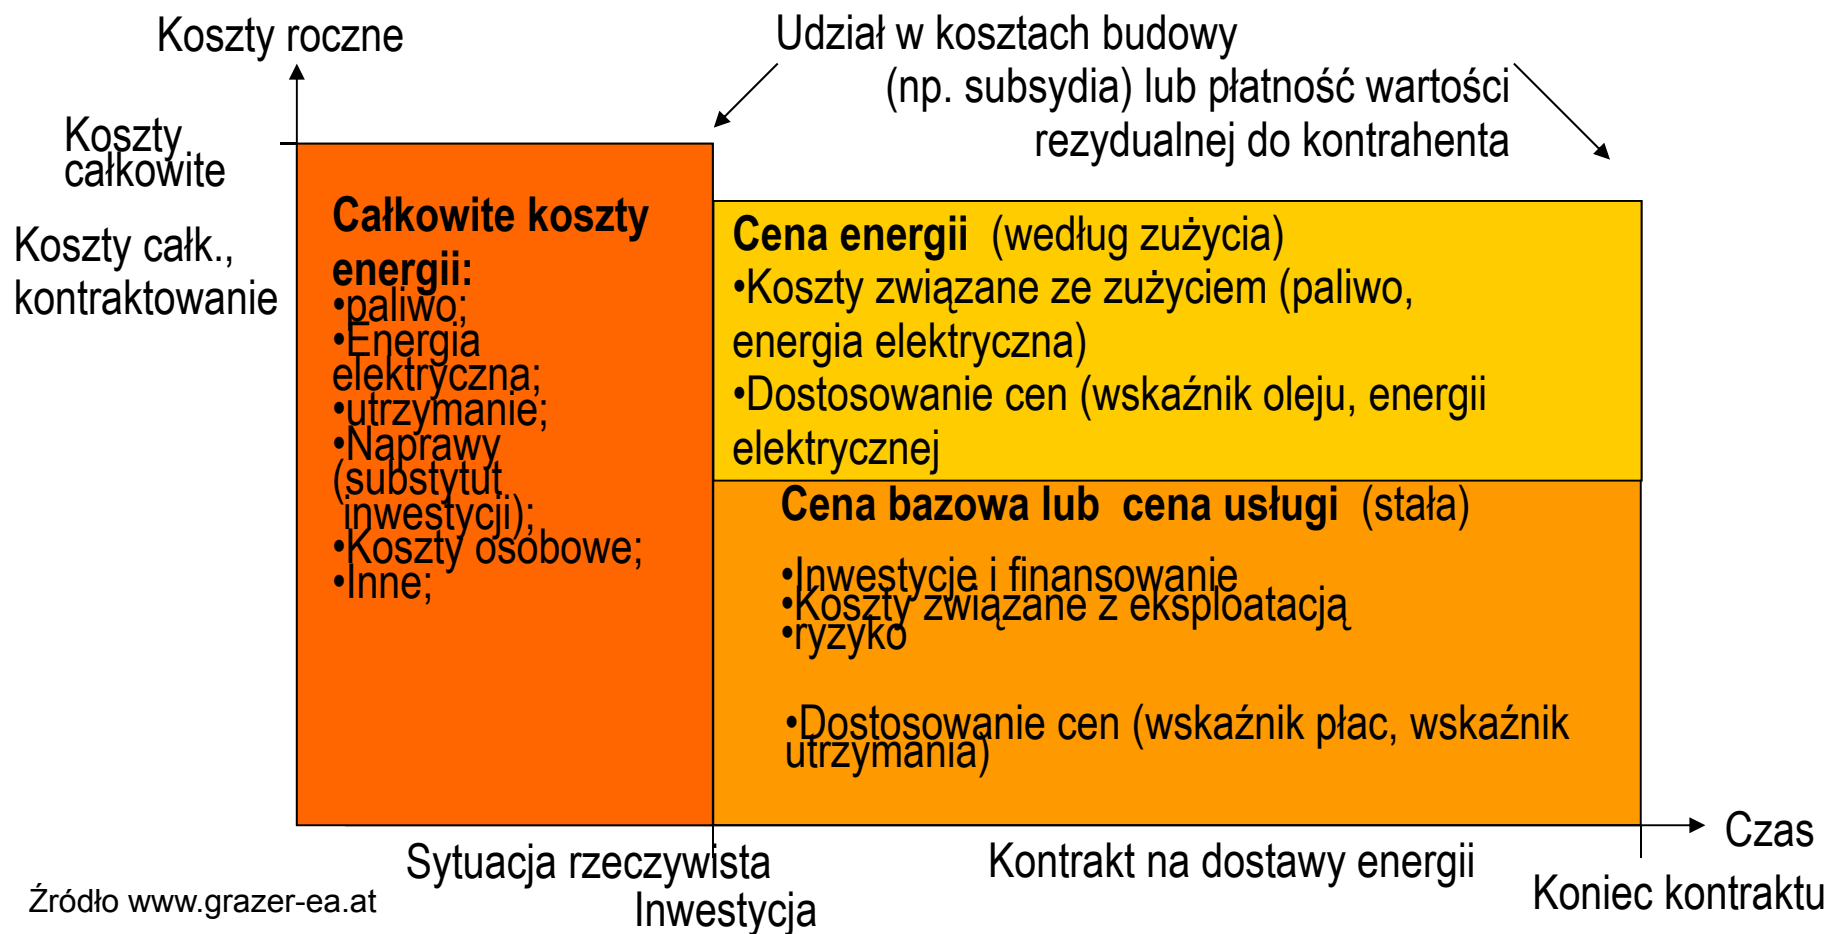 Koszty roczne
Udział w kosztach budowy
(np. subsydia) lub płatność wartości
rezydualnej do kontrahenta
Koszty
całkowite
Koszty całk.,
kontraktowanie
Całkowite koszty
energii:
•paliwo;
•Energia
elektryczna;
•utrzymanie;
•Naprawy
(substytut
inwestycji);
•Koszty osobowe;
•Inne;
Cena energii (według zużycia)
•Koszty związane ze zużyciem (paliwo,
energia elektryczna)
•Dostosowanie cen (wskaźnik oleju, energii
elektrycznej
Cena bazowa lub cena usługi (stała)
•Inwestycje i finansowanie
•Koszty związane z eksploatacją
•ryzyko
•Dostosowanie cen (wskaźnik płac, wskaźnik
utrzymania)
Czas
Sytuacja rzeczywista
Kontrakt na dostawy energii
Inwestycja
Koniec kontraktu
Źródło www.grazer-ea.at